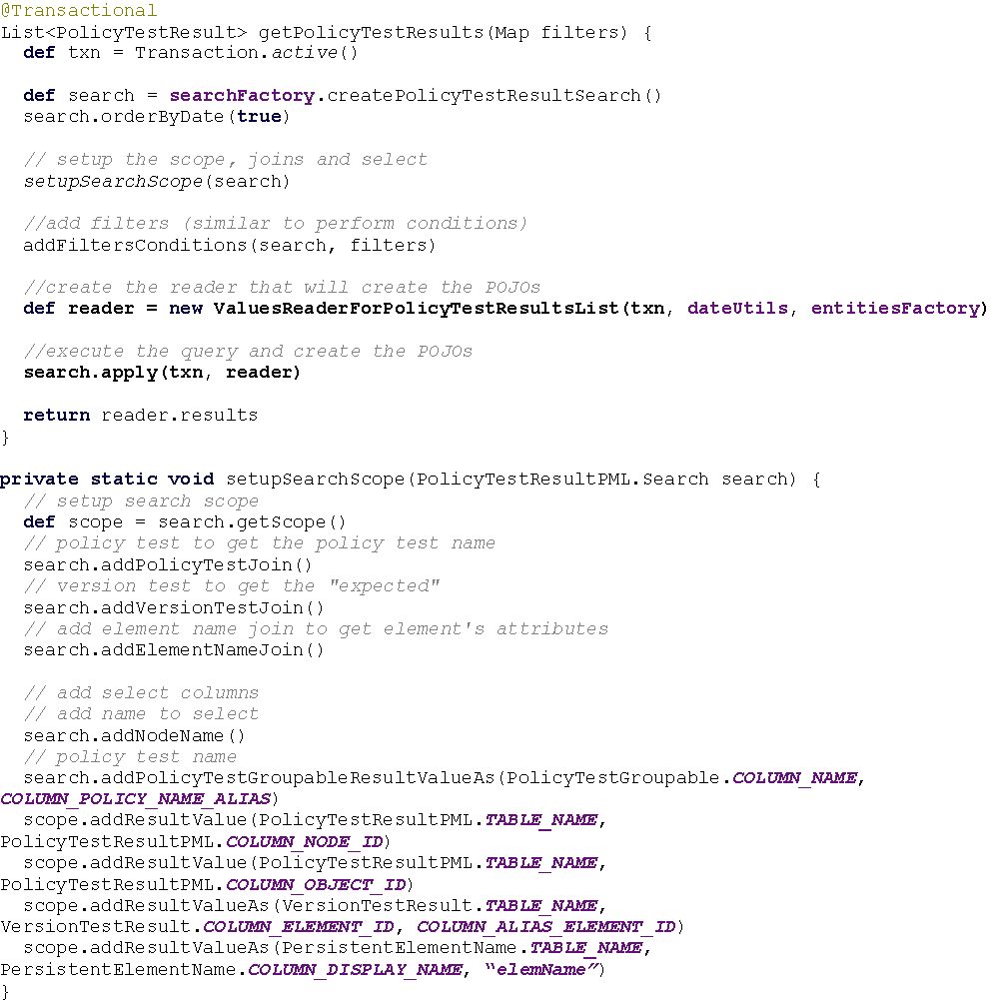 @Transactional
List<PolicyTestResult> getPolicyTestResults(Map filters) {
def txn = Transaction.active()
def search = searchFactory.createPolicyTestResultSearch()
search.orderByDate(true)
// setup the scope, joins and select
setupSearchScope(search)
//add filters (similar to perform conditions)
addFiltersConditions(search, filters)
//create the reader that will create the POJOs
def reader = new ValuesReaderForPolicyTestResultsList(txn, dateUtils, entitiesFactory)
//execute the query and create the POJOs
search.apply(txn, reader)
return reader.results
}
private static void setupSearchScope(PolicyTestResultPML.Search search) {
// setup search scope
def scope = search.getScope()
// policy test to get the policy test name
search.addPolicyTestJoin()
// version test to get the "expected"
search.addVersionTestJoin()
// add element name join to get element's attributes
search.addElementNameJoin()
// add select columns
// add name to select
search.addNodeName()
// policy test name
search.addPolicyTestGroupableResultValueAs(PolicyTestGroupable.COLUMN_NAME,
COLUMN_POLICY_NAME_ALIAS)
scope.addResultValue(PolicyTestResultPML.TABLE_NAME,
PolicyTestResultPML.COLUMN_NODE_ID)
scope.addResultValue(PolicyTestResultPML.TABLE_NAME,
PolicyTestResultPML.COLUMN_OBJECT_ID)
scope.addResultValueAs(VersionTestResult.TABLE_NAME,
VersionTestResult.COLUMN_ELEMENT_ID, COLUMN_ALIAS_ELEMENT_ID)
scope.addResultValueAs(PersistentElementName.TABLE_NAME,
PersistentElementName.COLUMN_DISPLAY_NAME, “elemName”)
}